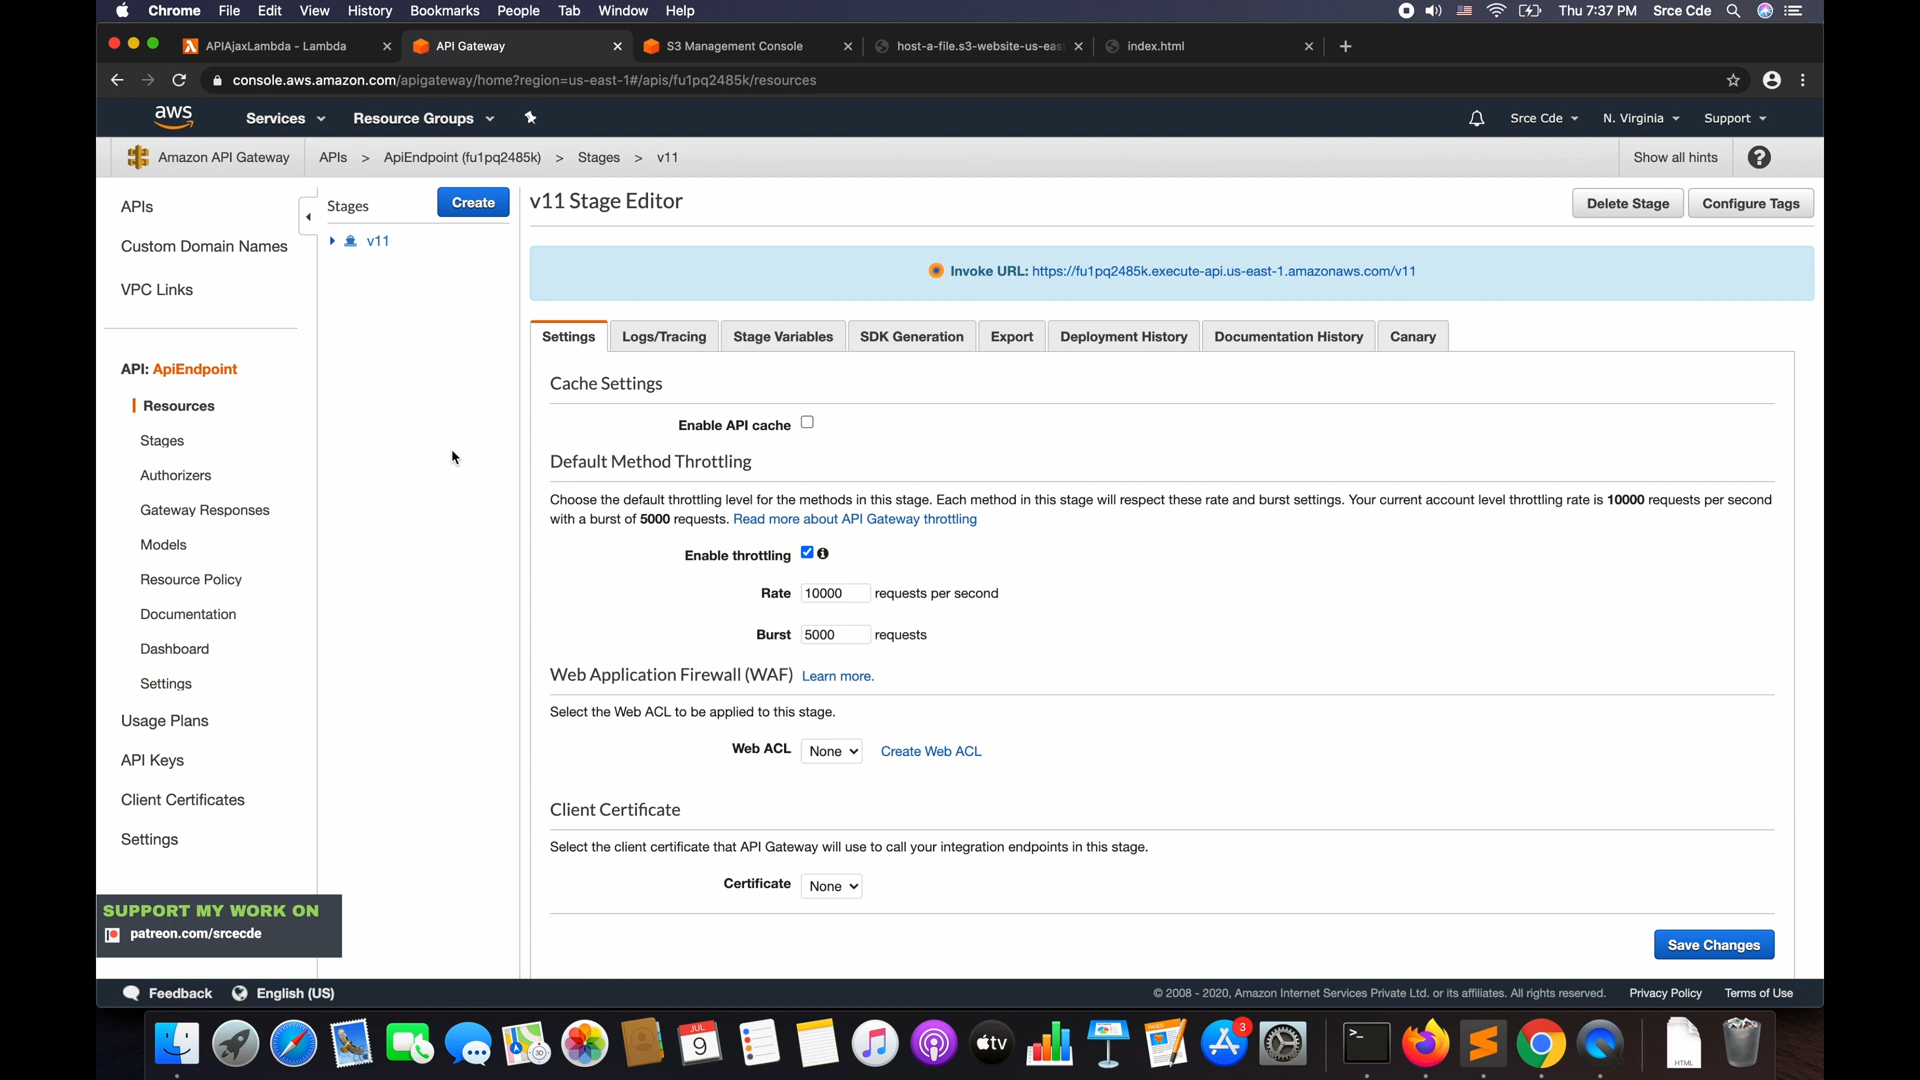 Chrome File Edit View History Bookmarks People Tab Window Help Thu 7:37 PM Srce Cde
APIAjaxLambda - Lambda API Gateway S3 Management Console host-a-file.s3-website-us-eas index.html
console.aws.amazon.com/apigateway/home?region=us-east-1#/apis/fu1pq2485k/resources
aws Services Resource Groups Srce Cde N. Virginia Support
Amazon API Gateway APIs > ApiEndpoint (fu1pq2485k) > Stages > v11 Show all hints ?
APIs
Custom Domain Names
VPC Links
API: ApiEndpoint
Resources
Stages
Authorizers
Gateway Responses
Models
Resource Policy
Documentation
Dashboard
Settings
Usage Plans
API Keys
Client Certificates
Settings
Stages Create
v11
v11 Stage Editor Delete Stage Configure Tags
Invoke URL: https://fu1pq2485k.execute-api.us-east-1.amazonaws.com/v11
Settings Logs/Tracing Stage Variables SDK Generation Export Deployment History Documentation History Canary
Cache Settings
Enable API cache
Default Method Throttling
Choose the default throttling level for the methods in this stage. Each method in this stage will respect these rate and burst settings. Your current account level throttling rate is 10000 requests per second
with a burst of 5000 requests. Read more about API Gateway throttling
Enable throttling
Rate 10000 requests per second
Burst 5000 requests
Web Application Firewall (WAF) Learn more.
Select the Web ACL to be applied to this stage.
Web ACL None Create Web ACL
Client Certificate
Select the client certificate that API Gateway will use to call your integration endpoints in this stage.
Certificate None
Save Changes
SUPPORT MY WORK ON
patreon.com/srcecde
Feedback English (US) © 2008 - 2020, Amazon Internet Services Private Ltd. or its affiliates. All rights reserved. Privacy Policy Terms of Use
3D JUL 9 tv 3 HTML